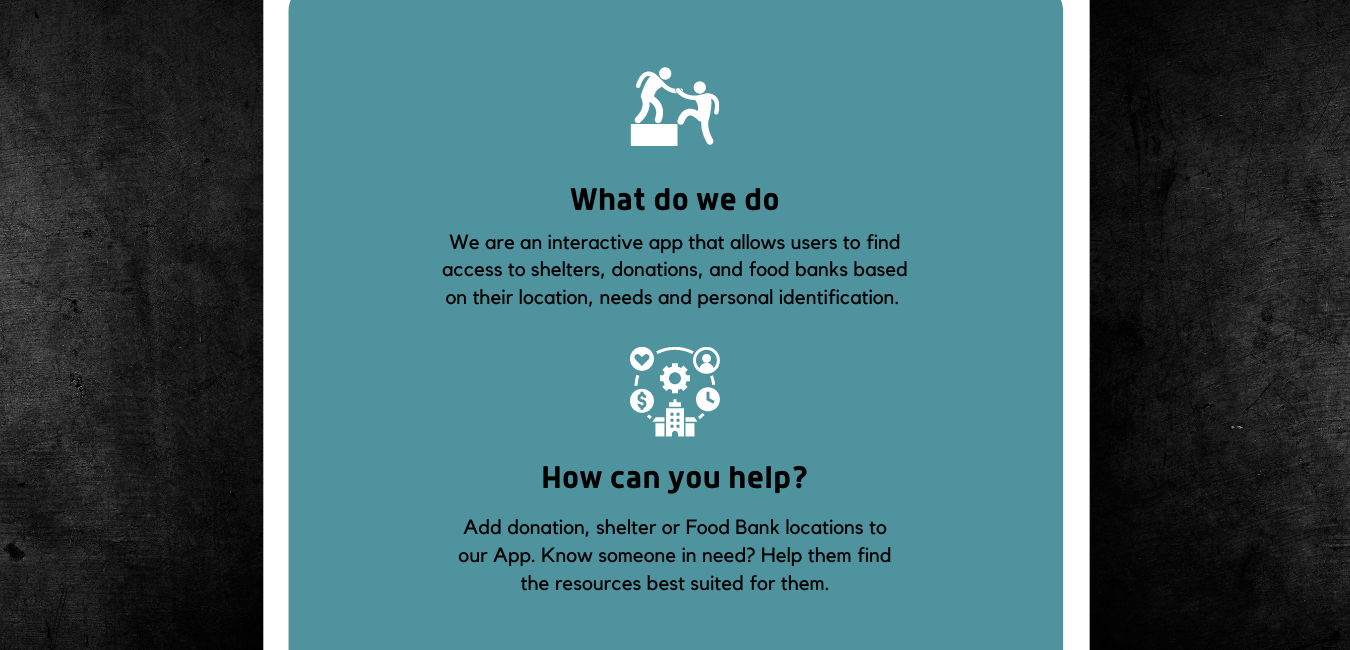 What do we do
We are an interactive app that allows users to find
access to shelters, donations, and food banks based
on their location, needs and personal identification.
How can you help?
Add donation, shelter or Food Bank locations to
our App. Know someone in need? Help them find
the resources best suited for them.